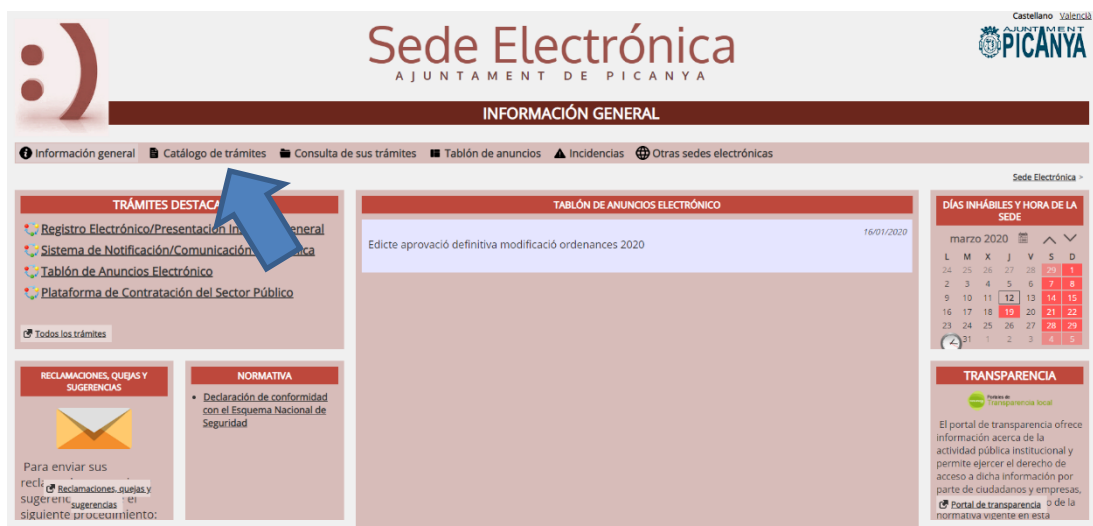 Castellano Valencià
Sede Electrónica
AJUNTAMENT DE PICANYA
AJUNTAMENT
PICANYA
INFORMACIÓN GENERAL
Información general Catálogo de trámites Consulta de sus trámites Tablón de anuncios Incidencias Otras sedes electrónicas
Sede Electrónica >
TRÁMITES DESTACA
Registro Electrónico/Presentación In eneral
Sistema de Notificación/Comunicación ica
Tablón de Anuncios Electrónico
Plataforma de Contratación del Sector Público
Todos los trámites
TABLÓN DE ANUNCIOS ELECTRÓNICO
16/01/2020
Edicte aprovació definitiva modificació ordenances 2020
DÍAS INHÁBILES Y HORA DE LA
SEDE
marzo 2020
L M X J V S D
24 25 26 27 28 29 1
2 3 4 5 6 7 8
9 10 11 12 13 14 15
16 17 18 19 20 21 22
23 24 25 26 27 28 29
31 1 2 3 4 5
RECLAMACIONES, QUEJAS Y
SUGERENCIAS
Para enviar sus
Reclamaciones, quejas y
sugerencias
siguiente procedimiento:
NORMATIVA
• Declaración de conformidad
con el Esquema Nacional de
Seguridad
TRANSPARENCIA
Transparencia local
El portal de transparencia ofrece
información acerca de la
actividad pública institucional y
permite ejercer el derecho de
acceso a dicha información por
parte de ciudadanos y empresas,
Portal de transparencia o de la
normativa vigente en esta